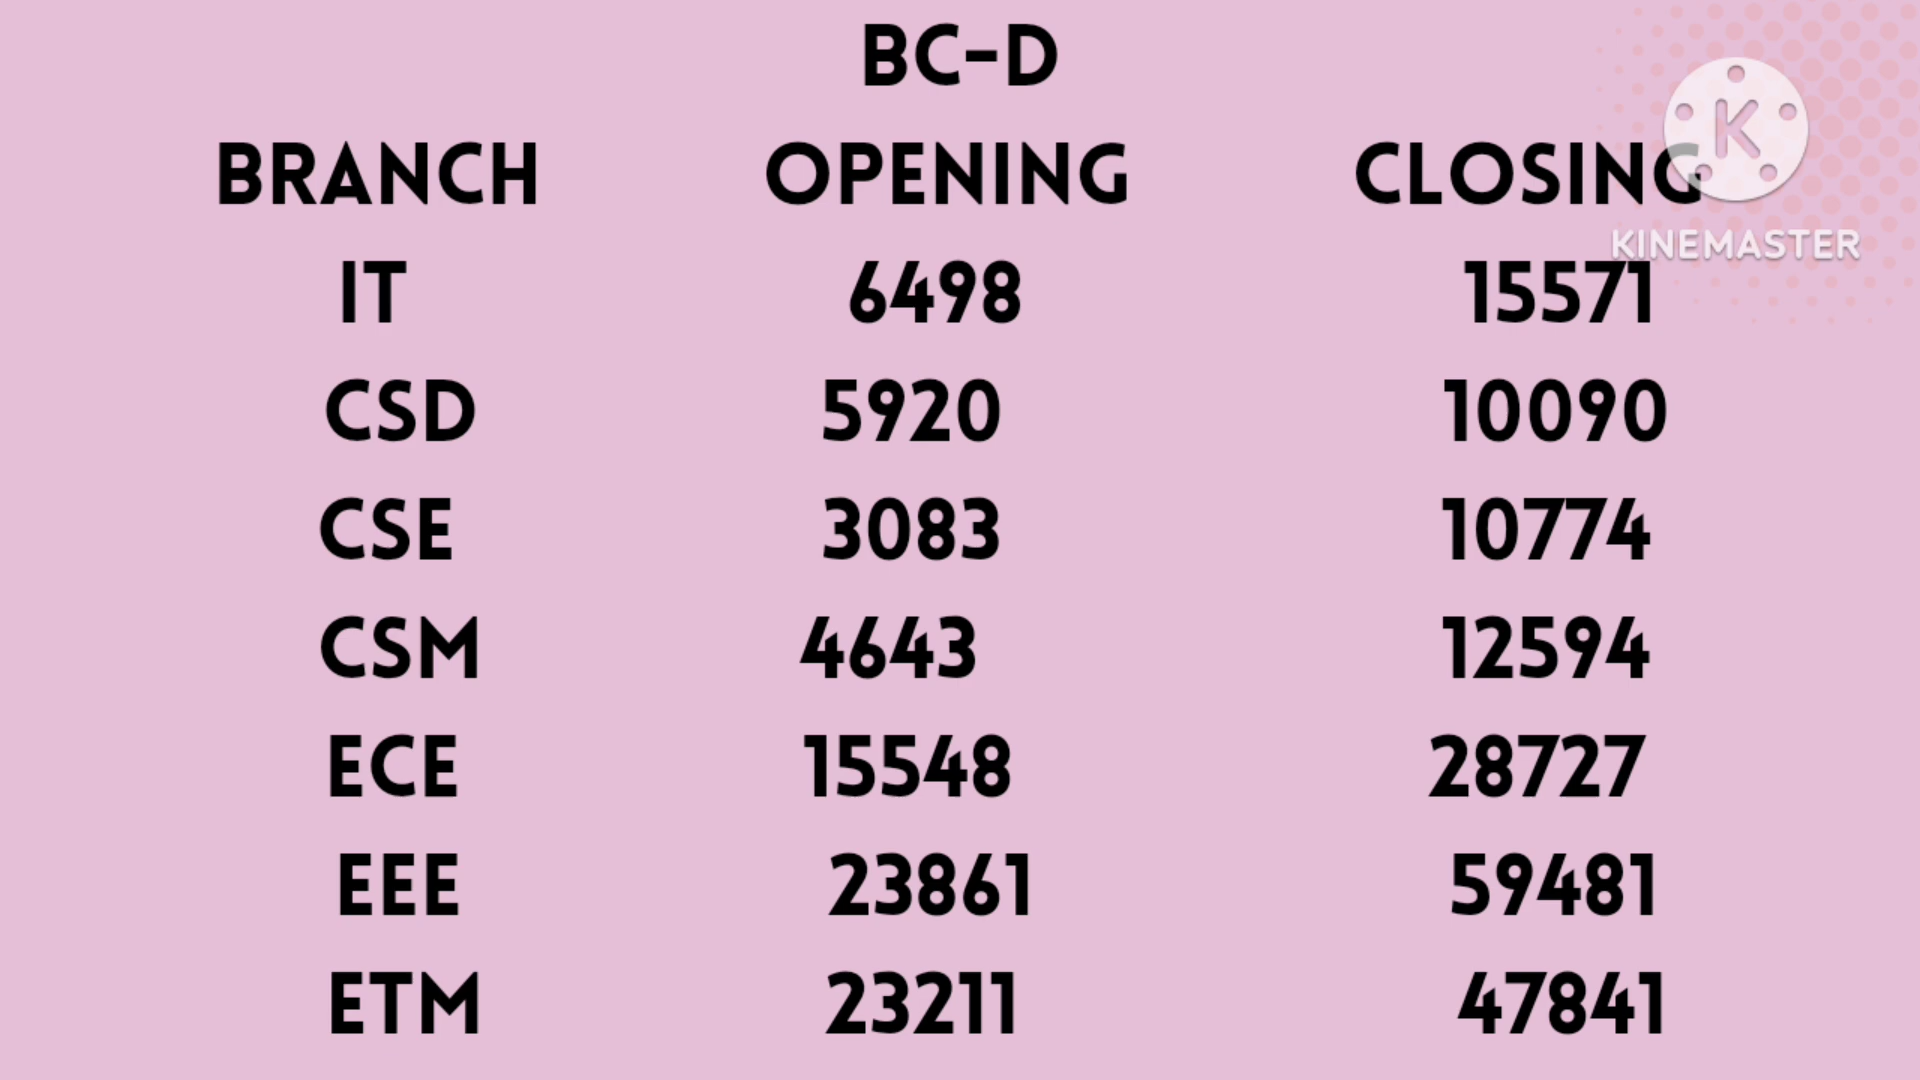 BC-D
BRANCH OPENING CLOSING
KINEMASTER
IT 6498 15571
CSD 5920 10090
CSE 3083 10774
CSM 4643 12594
ECE 15548 28727
EEE 23861 59481
ETM 23211 47841